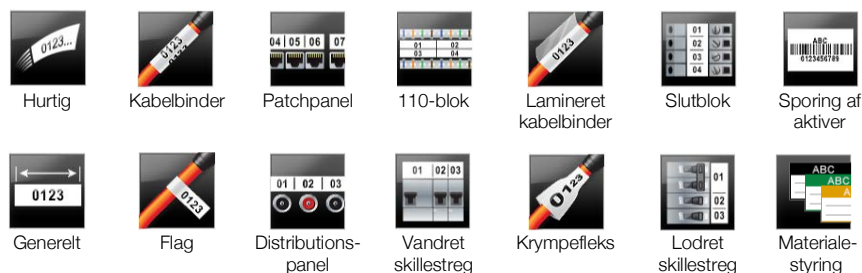 0123...
0123
0123
04 05 06 07
01 02
03 04
0123
01
02
03
04
ABC
0123456789
Hurtig
Kabelbinder
Patchpanel
110-blok
Lamineret
kabelbinder
Slutblok
Sporing af
aktiver
0123
0123
01 02 03
01 02 03
0123
01
02
03
ABC
ABC
A
Generelt
Flag
Distributions-
panel
Vandret
skillestreg
Krympefleks
Lodret
skillestreg
Materiale-
styring